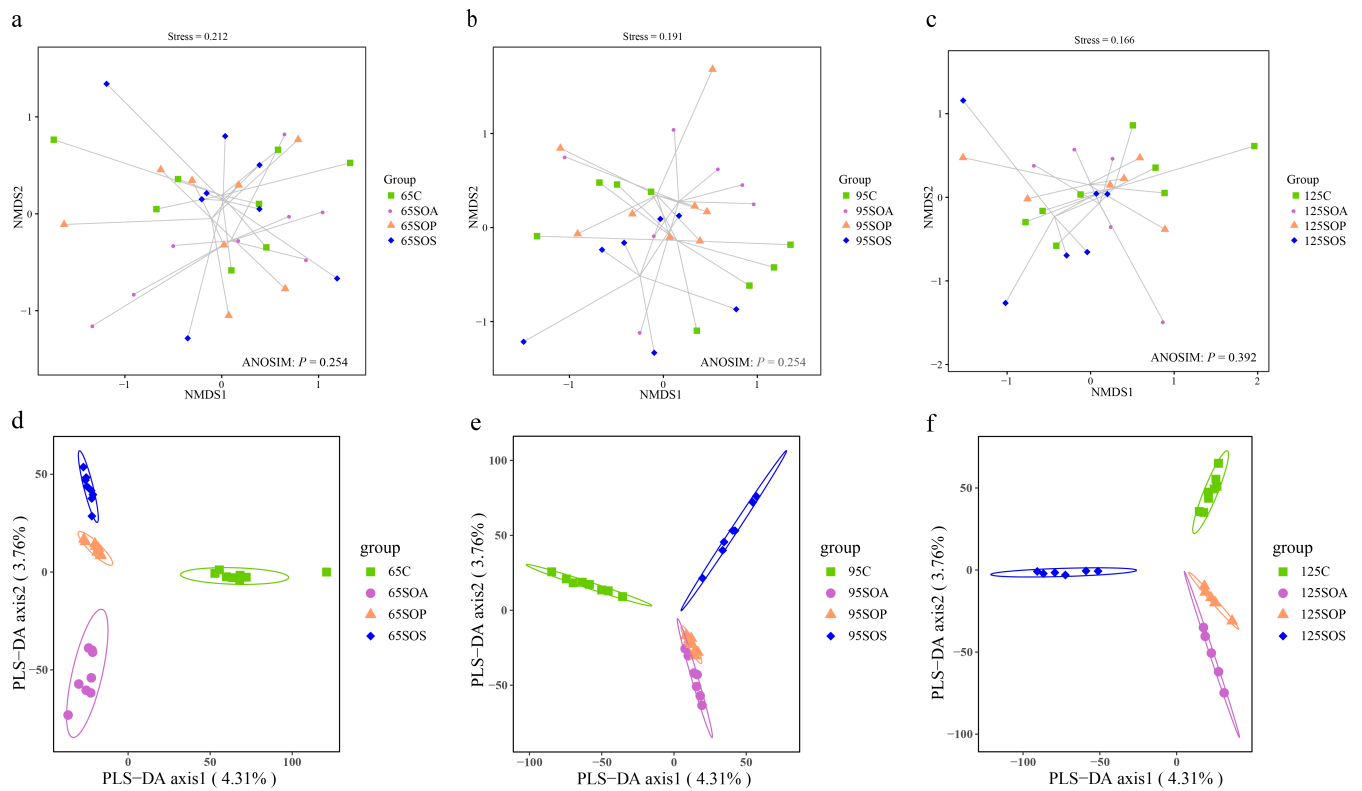 a
Stress = 0.212
NMDS2
1
0
−1
−1
0
1
NMDS1
ANOSIM: P = 0.254
Group
65C
65SOA
65SOP
65SOS
b
Stress = 0.191
NMDS2
1
0
−1
−1
0
1
NMDS1
ANOSIM: P = 0.254
Group
95C
95SOA
95SOP
95SOS
c
Stress = 0.166
NMDS2
1
0
−1
−2
−1
0
1
2
NMDS1
ANOSIM: P = 0.392
Group
125C
125SOA
125SOP
125SOS
d
PLS−DA axis2 ( 3.76% )
50
0
−50
0
50
100
PLS−DA axis1 ( 4.31% )
group
65C
65SOA
65SOP
65SOS
e
PLS−DA axis2 ( 3.76% )
100
50
0
−50
−100
−50
0
50
PLS−DA axis1 ( 4.31% )
group
95C
95SOA
95SOP
95SOS
f
PLS−DA axis2 ( 3.76% )
50
0
−50
−100
−100
0
PLS−DA axis1 ( 4.31% )
group
125C
125SOA
125SOP
125SOS